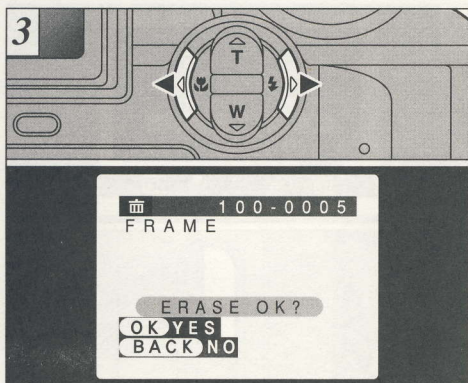 3
T
W
100-0005
FRAME
ERASE OK?
OK YES
BACK NO